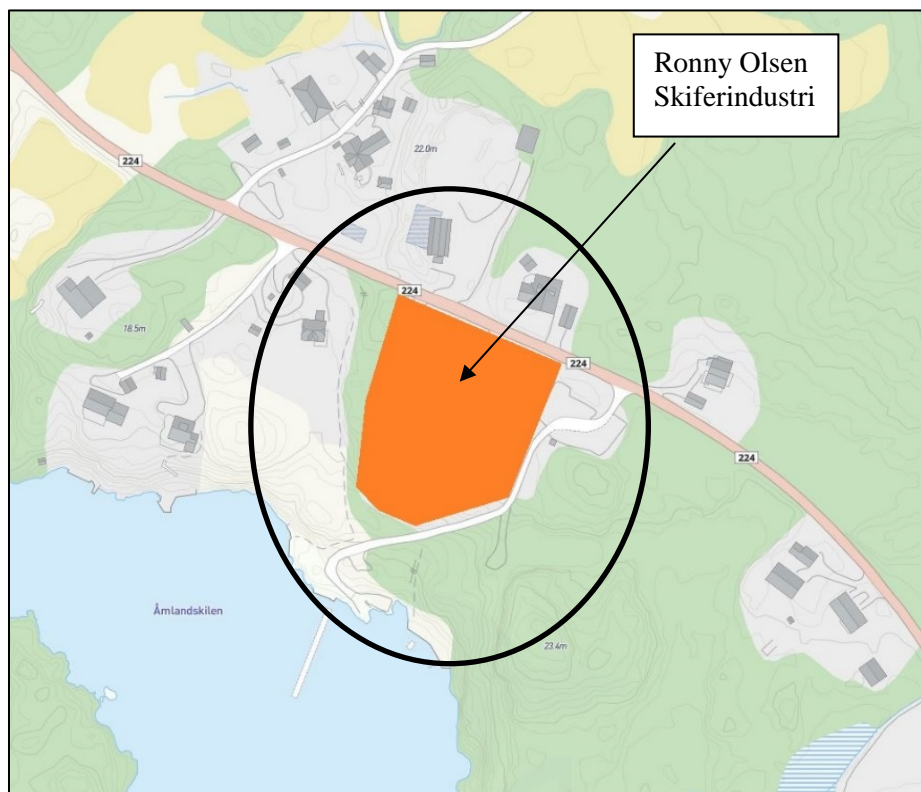 Ronny Olsen
Skiferindustri
224
22.0m
224
18.5m
224
224
Åmlandskilen
23.4m